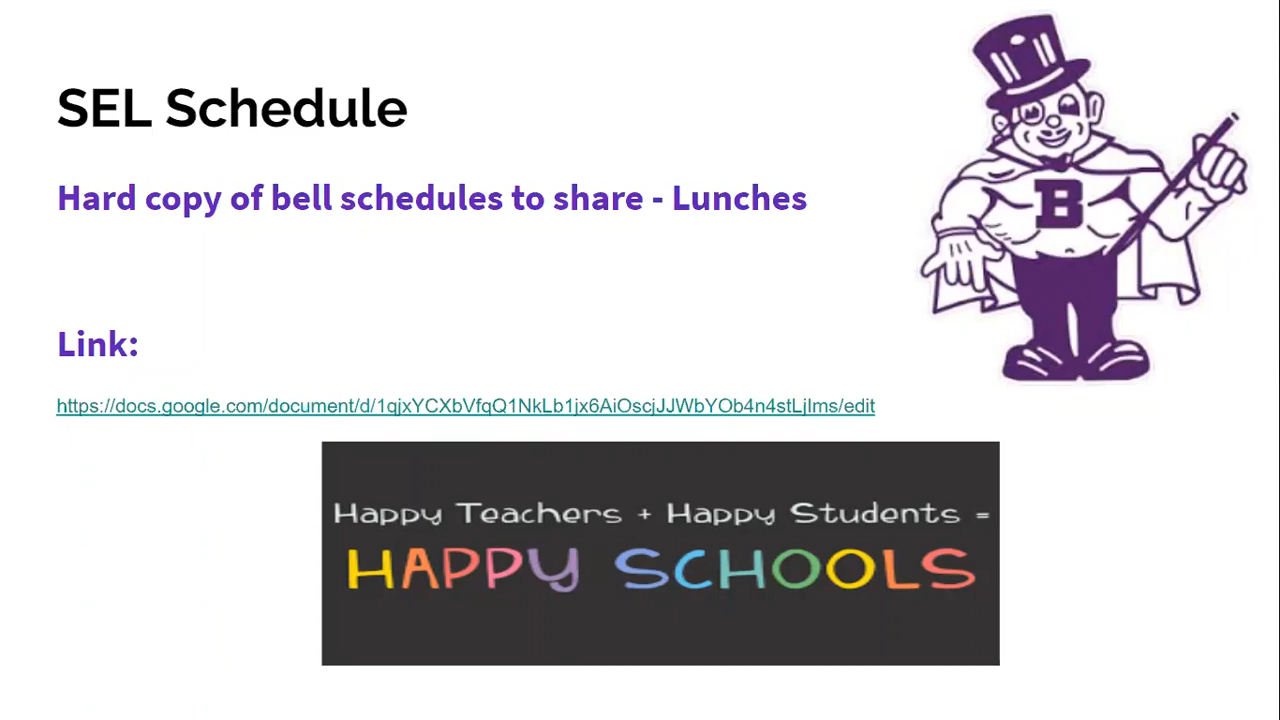 SEL Schedule
Hard copy of bell schedules to share - Lunches
B
Link:
https://docs.google.com/document/d/1qjxYCXbVfqQ1NkLb1jx6AiOscjJJWbYOb4n4stLjIms/edit
Happy Teachers + Happy Students =
HAPPY SCHOOLS